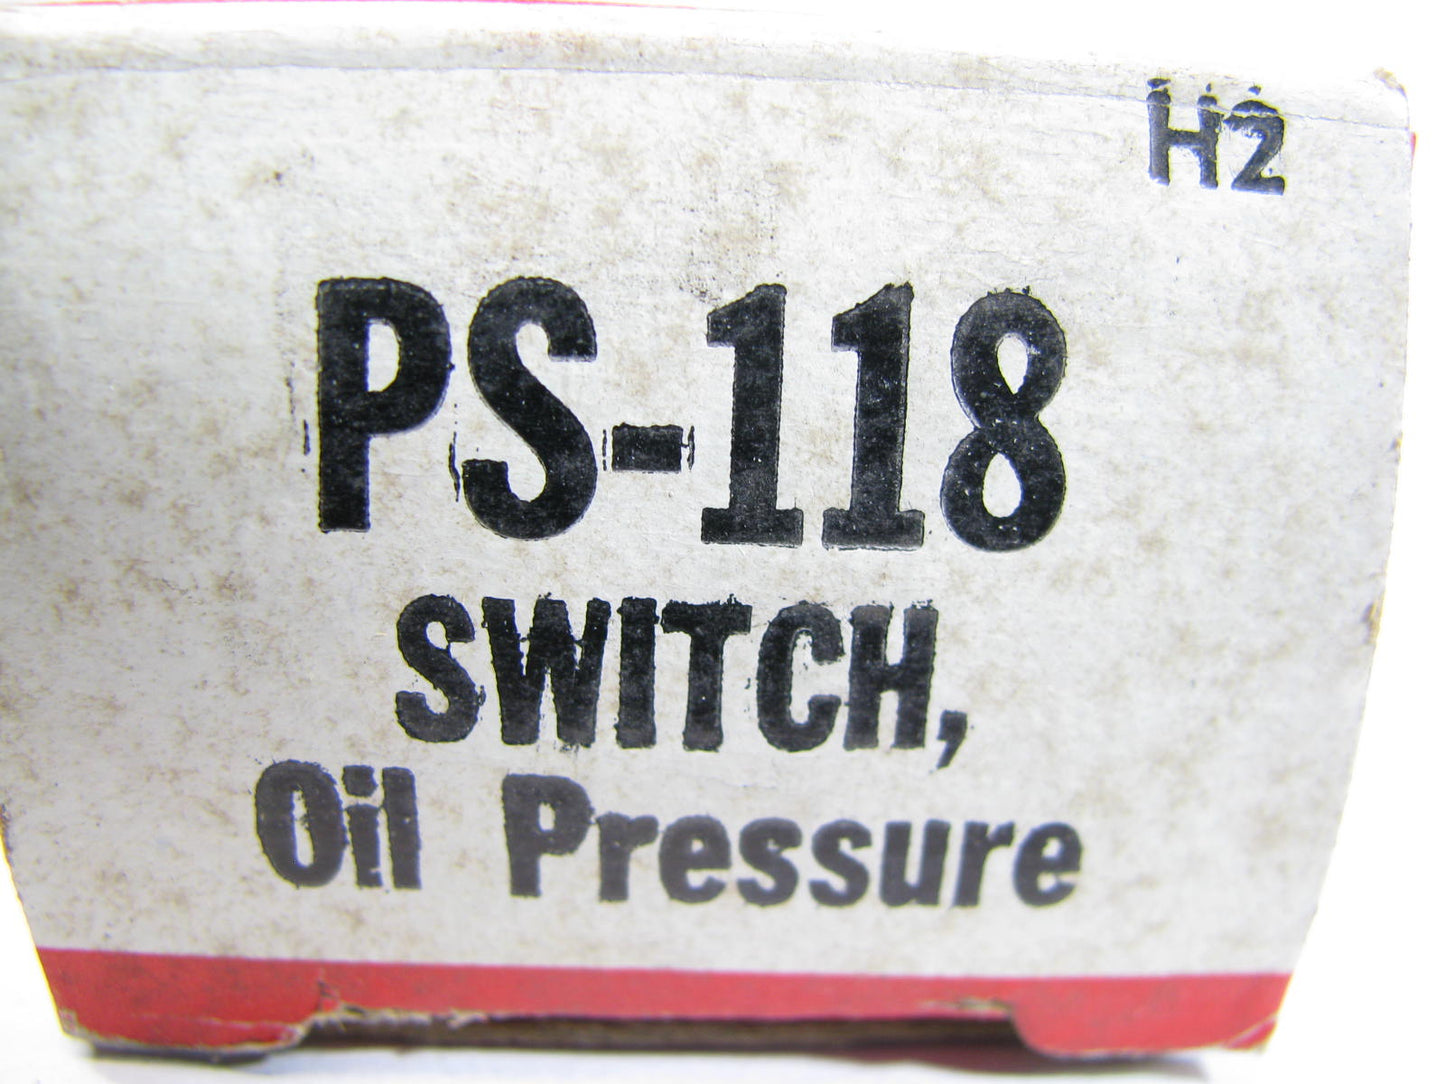 H2
PS-118
SWITCH,
Oil Pressure